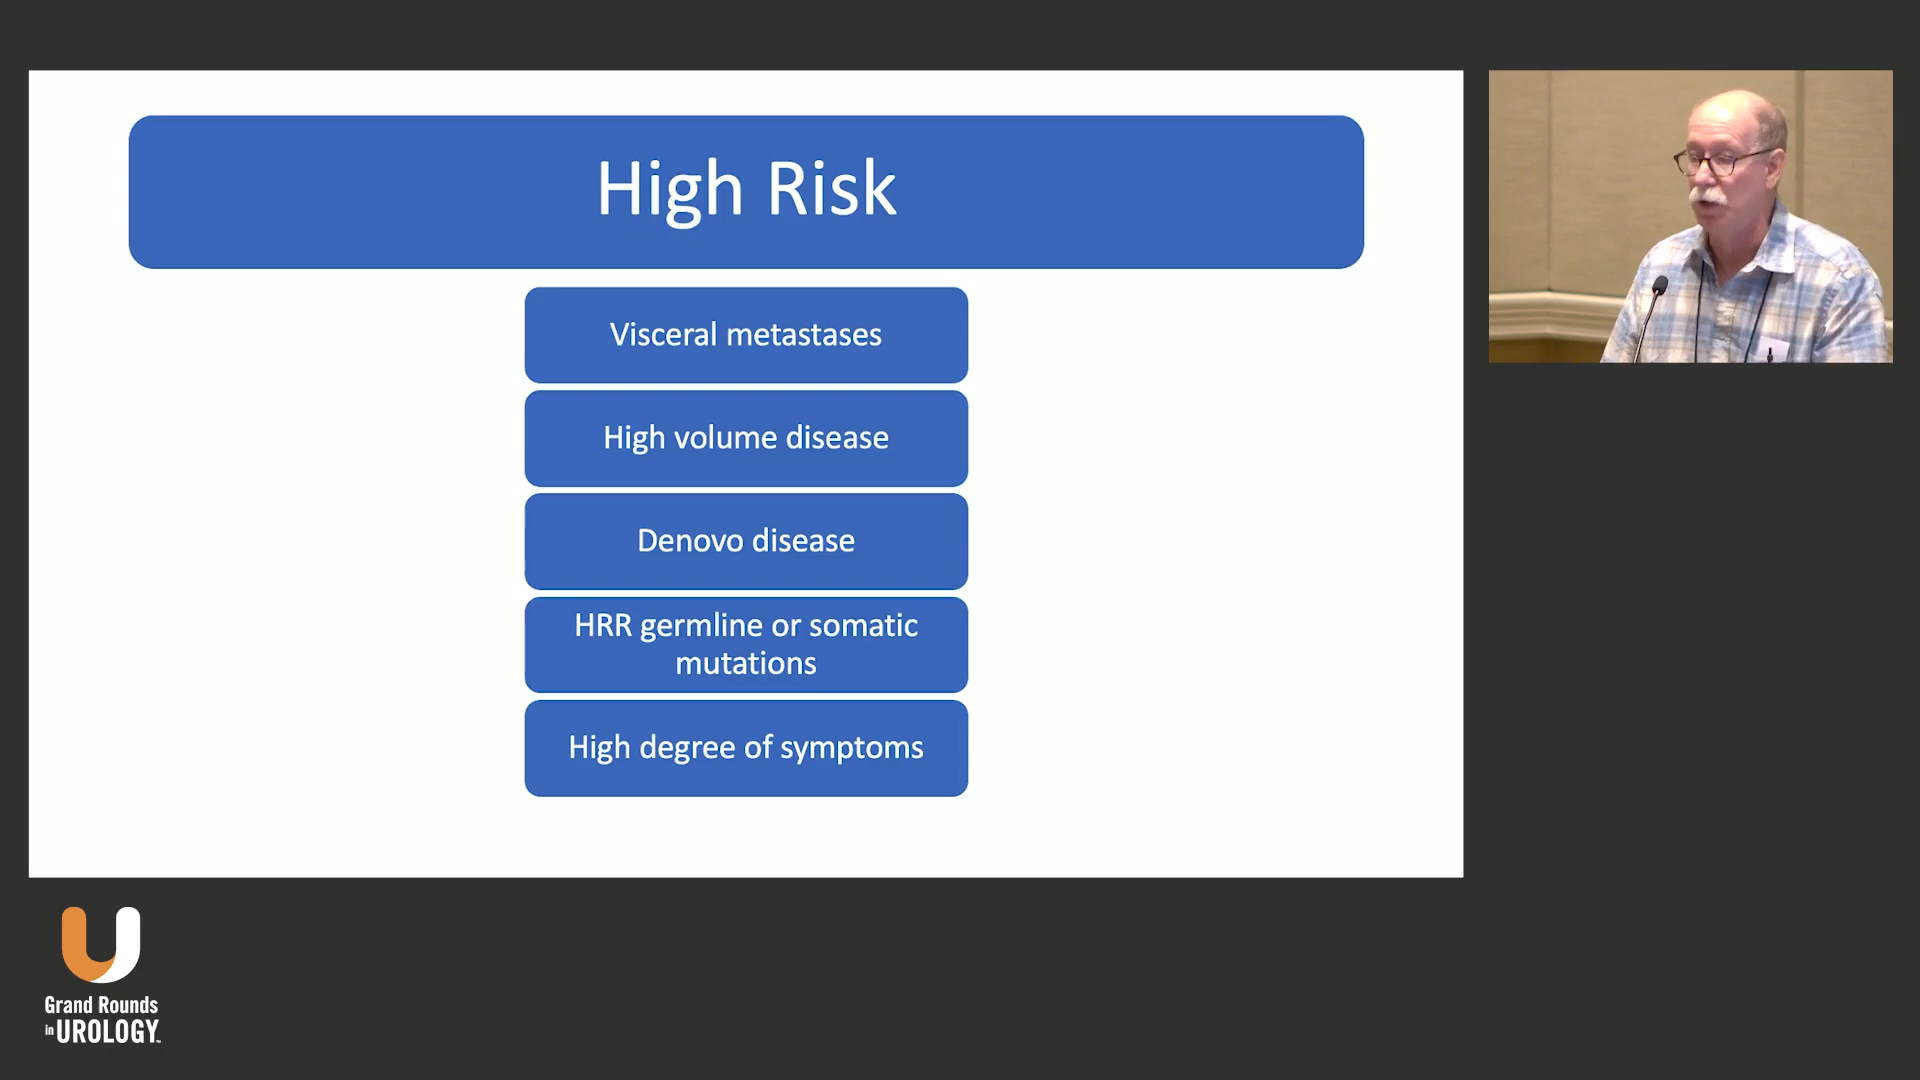 High Risk
Visceral metastases
High volume disease
Denovo disease
HRR germline or somatic
mutations
High degree of symptoms
Grand Rounds
in UROLOGY™